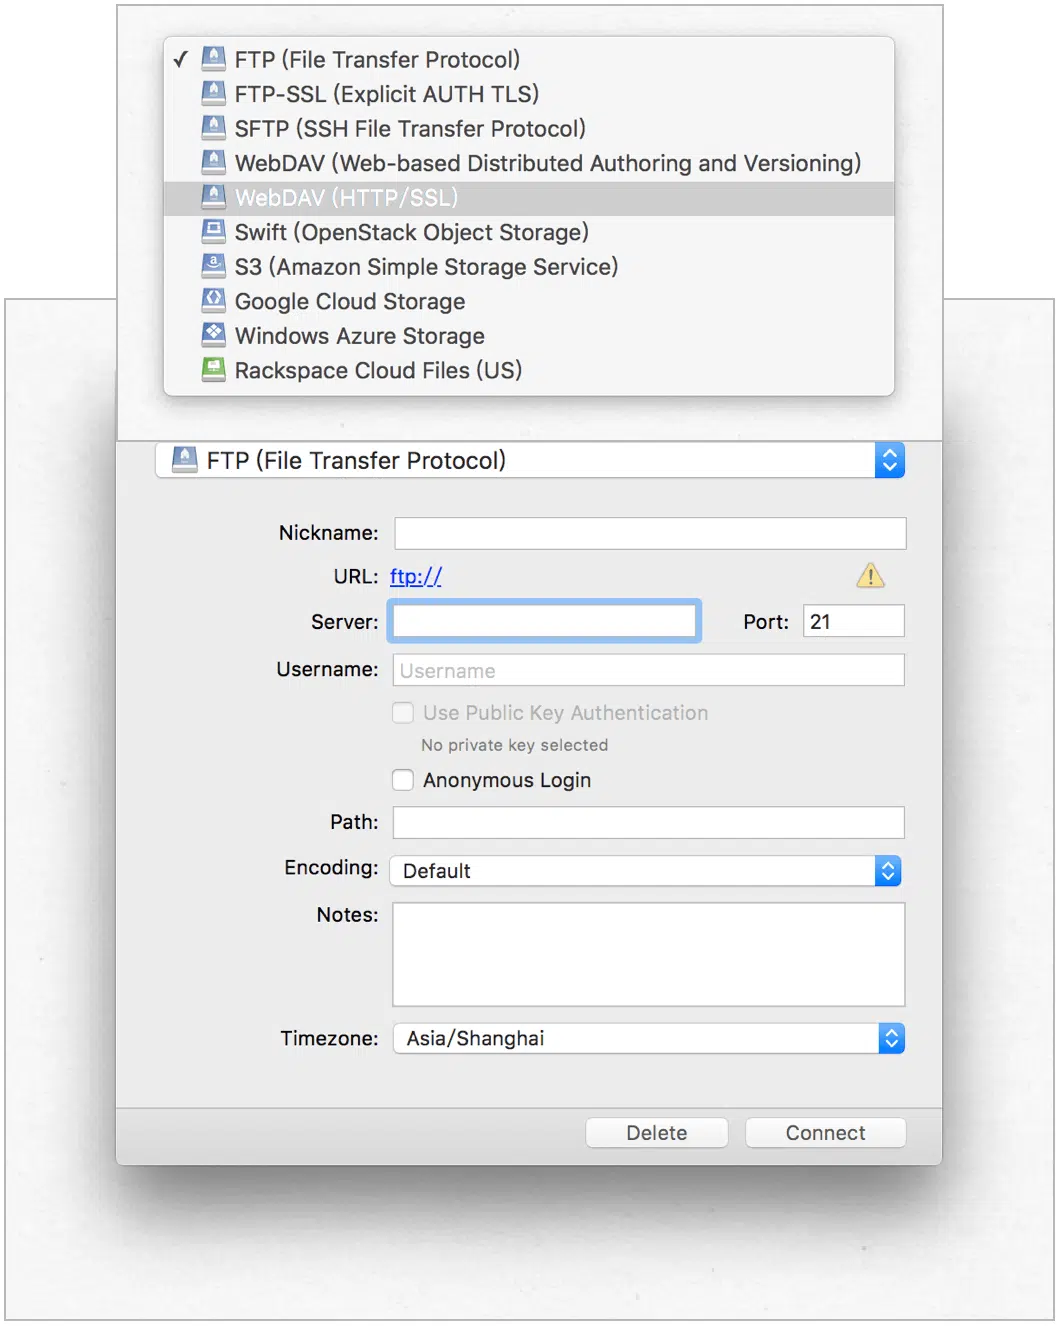 ✓ FTP (File Transfer Protocol)
FTP-SSL (Explicit AUTH TLS)
SFTP (SSH File Transfer Protocol)
WebDAV (Web-based Distributed Authoring and Versioning)
WebDAV (HTTP/SSL)
Swift (OpenStack Object Storage)
S3 (Amazon Simple Storage Service)
Google Cloud Storage
Windows Azure Storage
Rackspace Cloud Files (US)
FTP (File Transfer Protocol)
Nickname:
URL: ftp://
Server: Port: 21
Username: Username
Use Public Key Authentication
No private key selected
Anonymous Login
Path:
Encoding: Default
Notes:
Timezone: Asia/Shanghai
Delete Connect